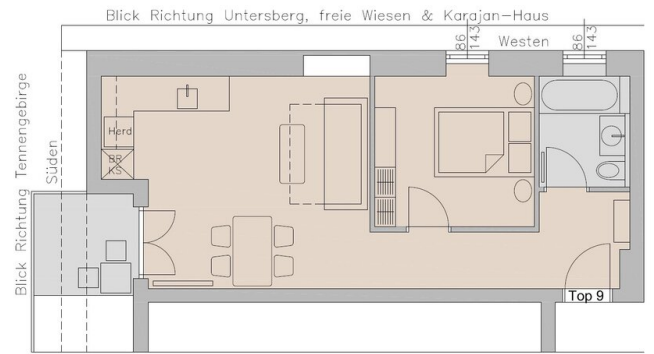 Blick Richtung Untersberg, freie Wiesen & Karajan-Haus
Westen
86
143
86
143
Blick Richtung Tennengebirge
Süden
Herd
BR
KS
Top 9